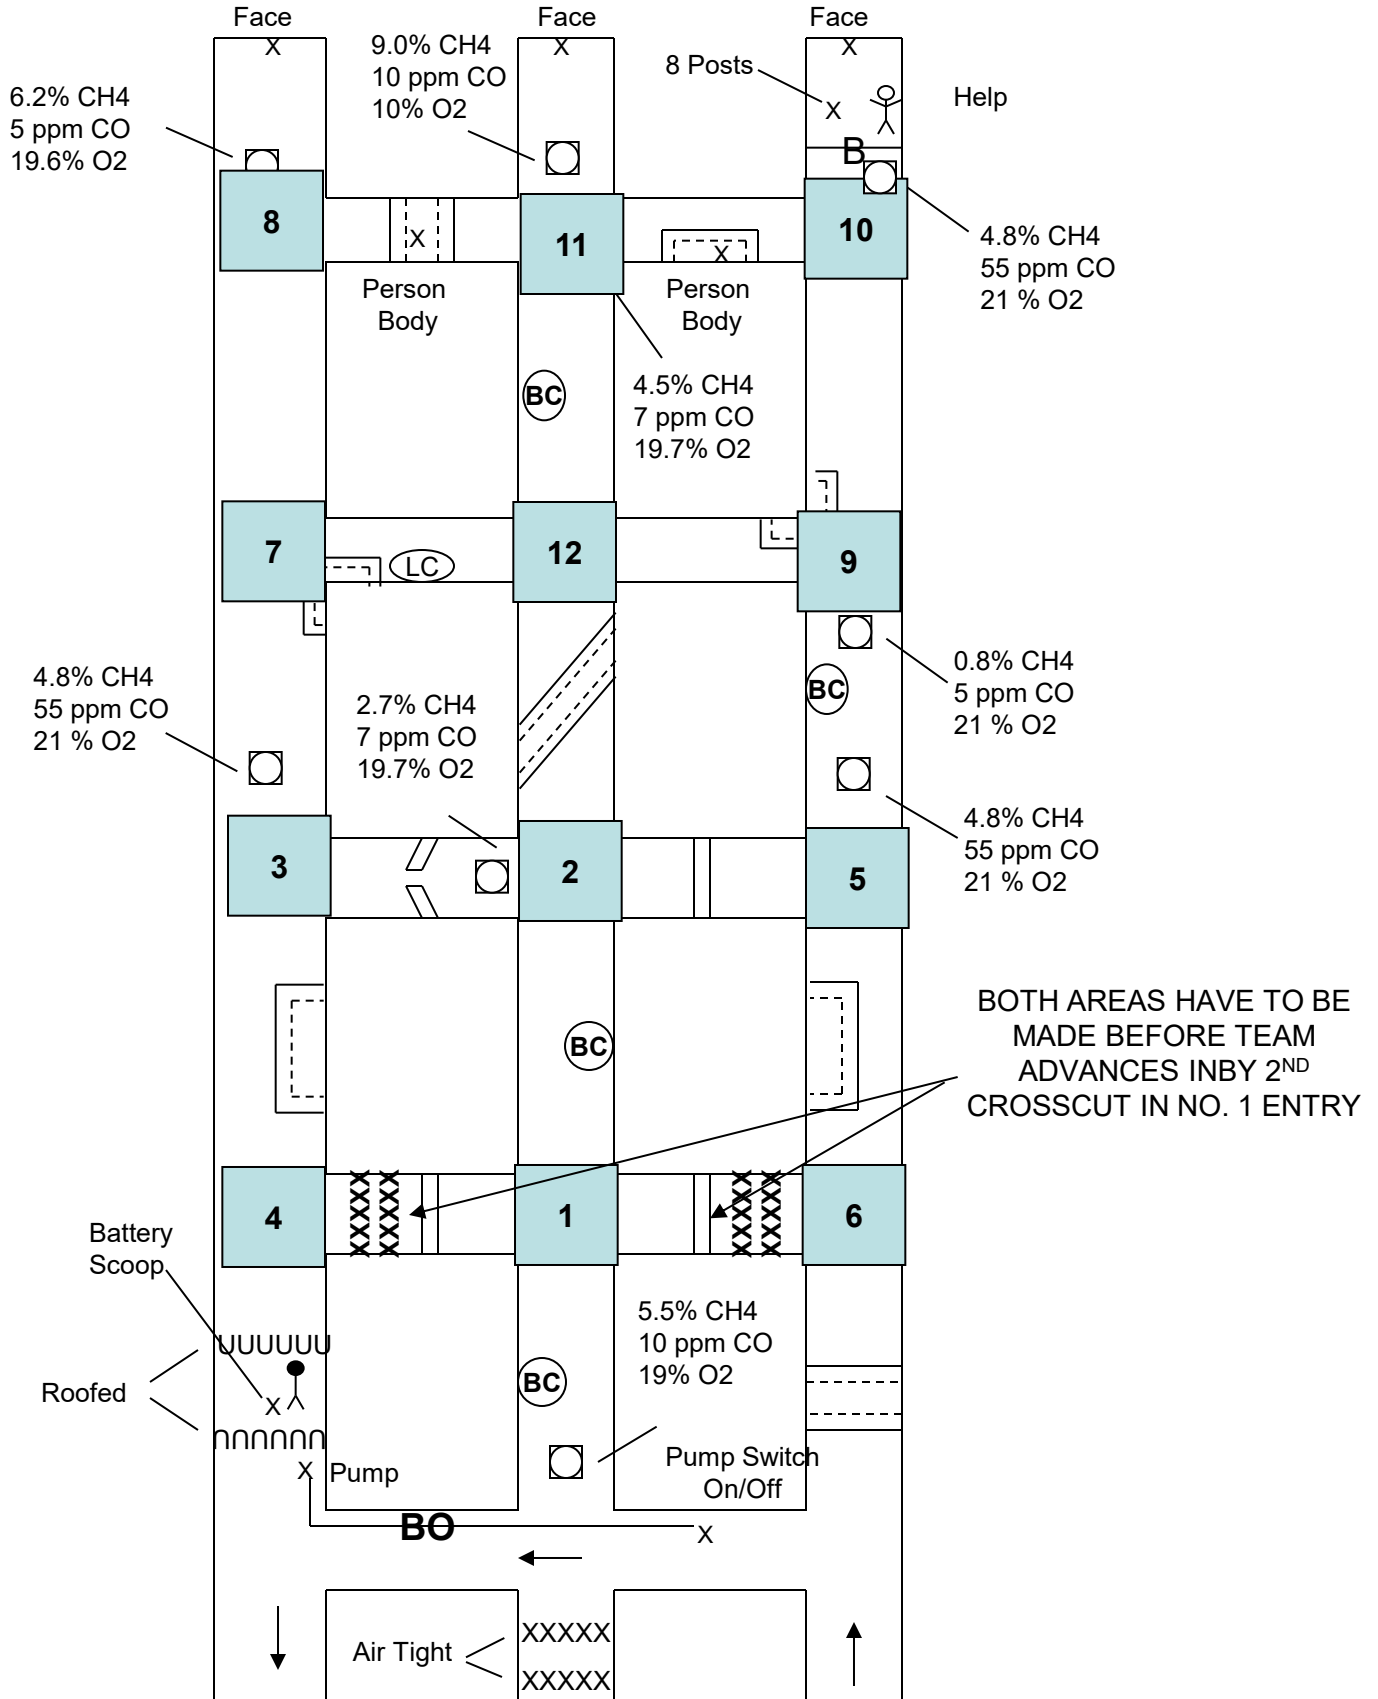 Face
Face
Face
X
X
X
9.0% CH4
10 ppm CO
10% O2
8 Posts
X
Help
6.2% CH4
5 ppm CO
19.6% O2
B
8
X
11
X
10
4.8% CH4
55 ppm CO
21 % O2
Person
Body
Person
Body
BC
4.5% CH4
7 ppm CO
19.7% O2
7
LC
12
9
4.8% CH4
55 ppm CO
21 % O2
2.7% CH4
7 ppm CO
19.7% O2
0.8% CH4
5 ppm CO
21 % O2
BC
4.8% CH4
55 ppm CO
21 % O2
3
2
5
BC
BOTH AREAS HAVE TO BE
MADE BEFORE TEAM
ADVANCES INBY 2ND
CROSSCUT IN NO. 1 ENTRY
4
XXXXX
XXXXX
1
XXXXX
XXXXX
6
Battery
Scoop
5.5% CH4
10 ppm CO
19% O2
UUUUUU
Roofed
X
BC
UUUUUU
X Pump
Pump Switch
On/Off
BO
X
Air Tight
XXXXX
XXXXX